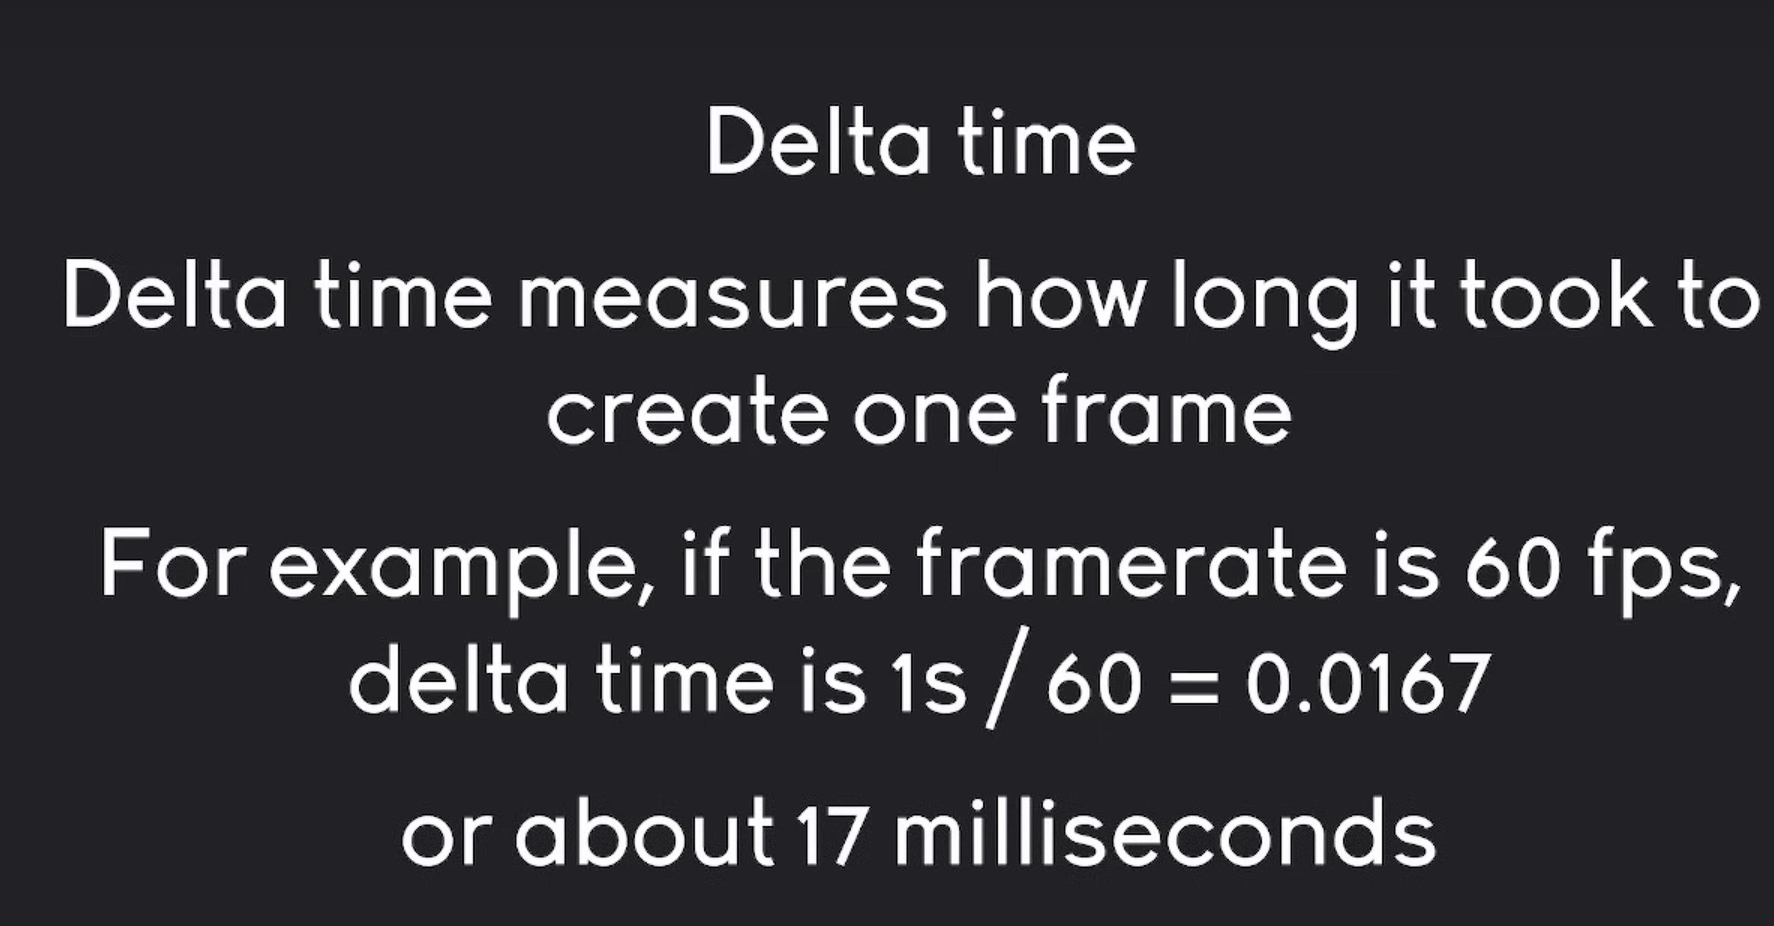 Delta time
Delta time measures how long it took to
create one frame
For example, if the framerate is 60 fps,
delta time is 1s / 60 = 0.0167
or about 17 milliseconds